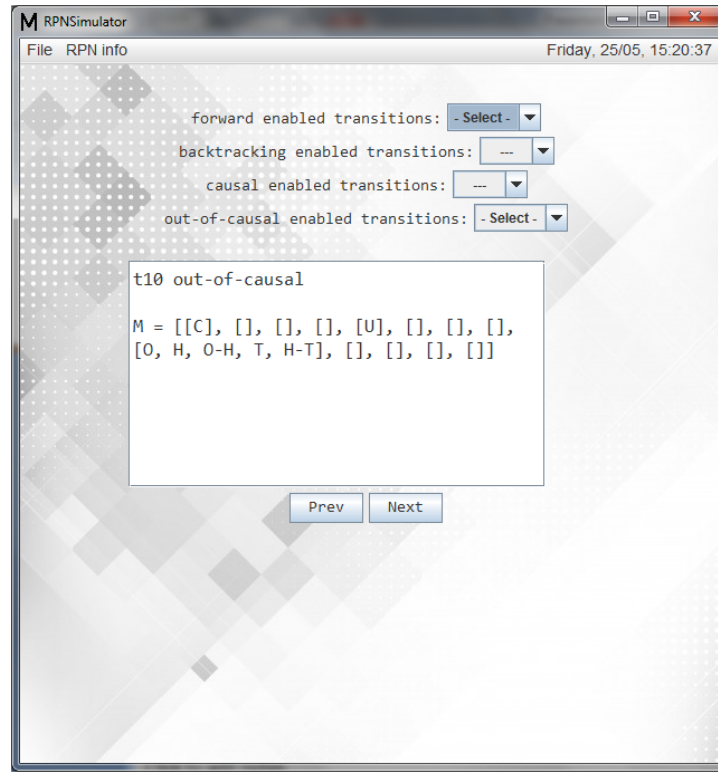 M RPNSimulator
File RPN info Friday, 25/05, 15:20:37
forward enabled transitions: - Select -
backtracking enabled transitions: ---
causal enabled transitions: ---
out-of-causal enabled transitions: - Select -
t10 out-of-causal
M = [[C], [], [], [], [U], [], [], [],
[O, H, O-H, T, H-T], [], [], [], []]
Prev Next